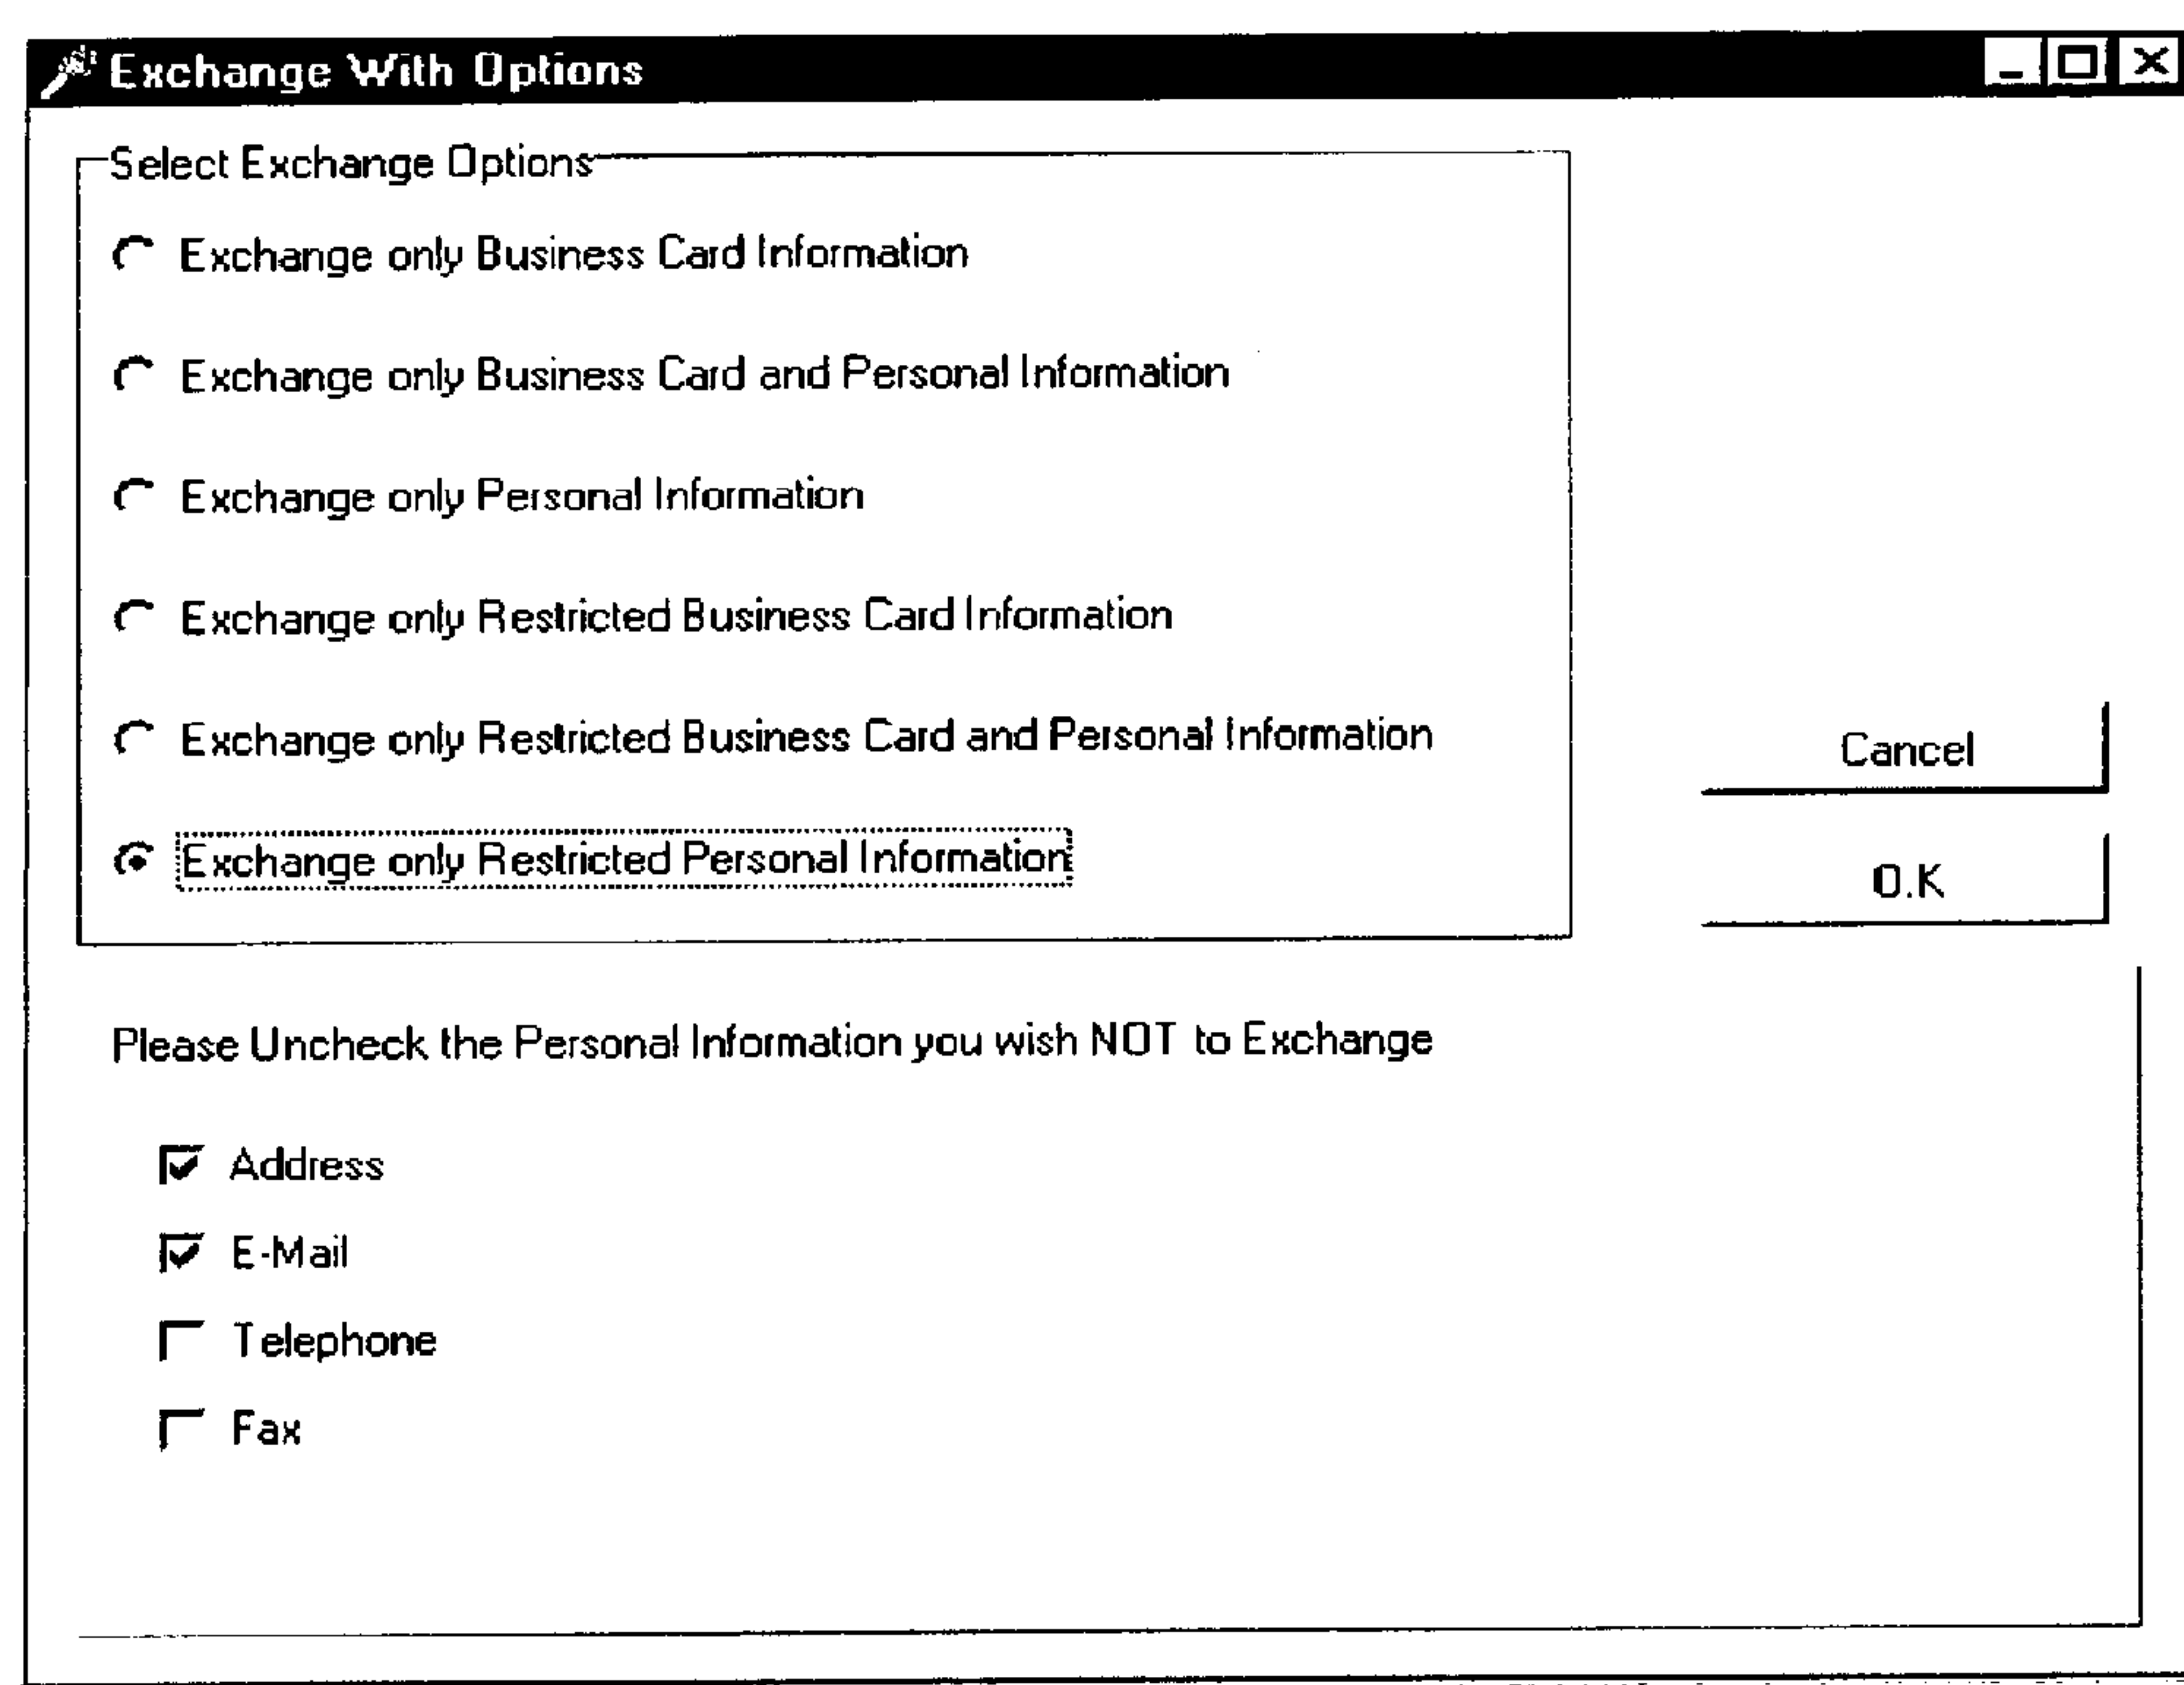 Exchange With Options
Select Exchange Options
Exchange only Business Card Information
Exchange only Business Card and Personal Information
Exchange only Personal Information
Exchange only Restricted Business Card Information
Exchange only Restricted Business Card and Personal Information
Exchange only Restricted Personal Information
Cancel
O.K
Please Uncheck the Personal Information you wish NOT to Exchange
Address
E-Mail
Telephone
Fax